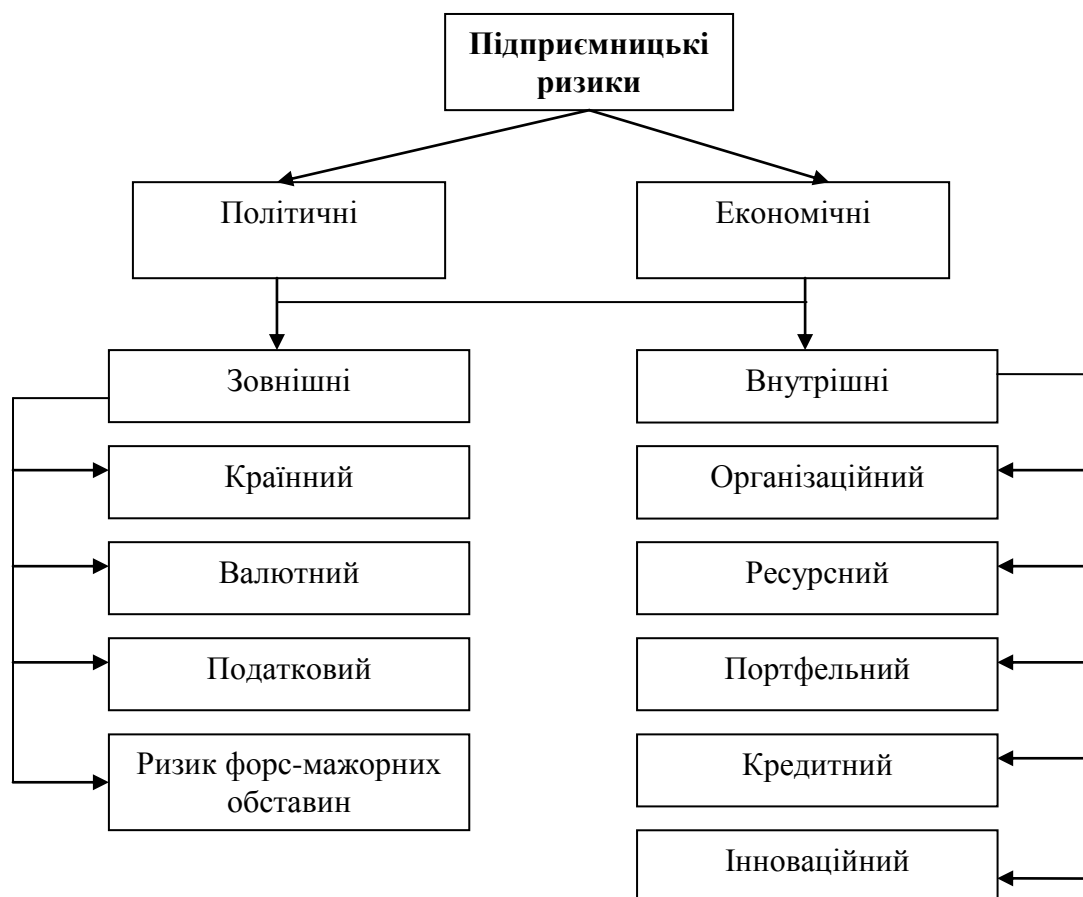 Підприємницькі
ризики
Політичні
Економічні
Зовнішні
Внутрішні
Країнний
Організаційний
Валютний
Ресурсний
Податковий
Портфельний
Ризик форс-мажорних
обставин
Кредитний
Інноваційний